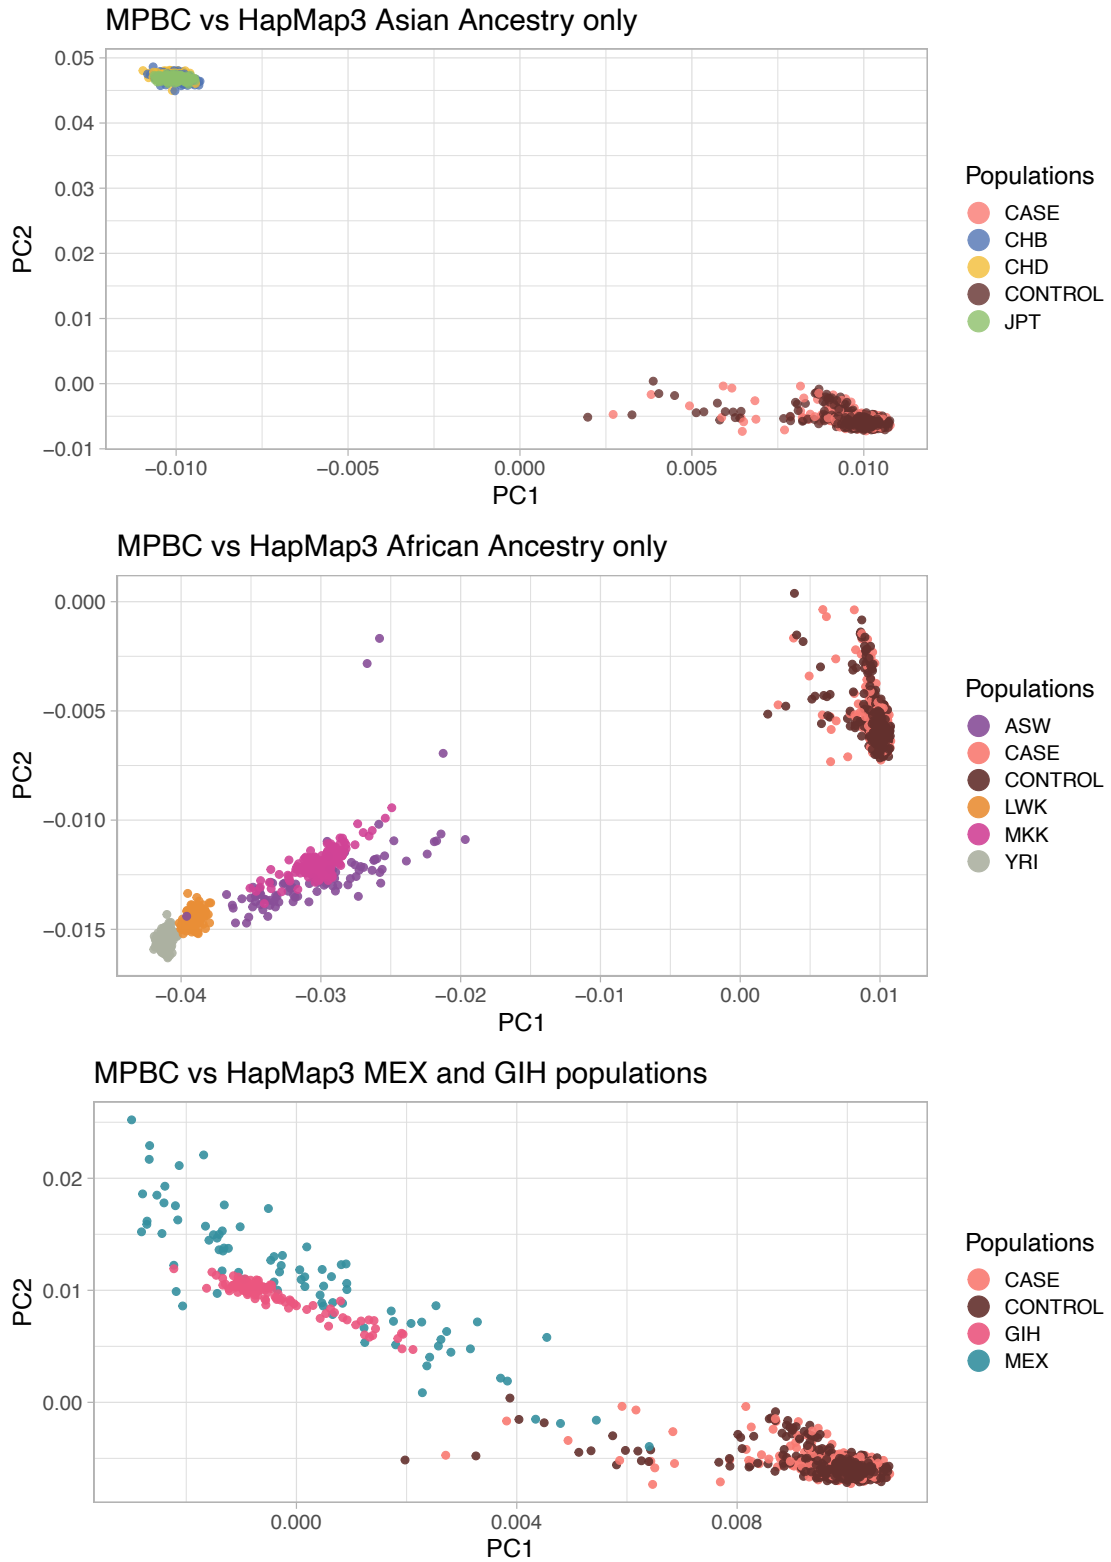 MPBC vs HapMap3 Asian Ancestry only
0.05
0.04
0.03
0.02
0.01
0.00
−0.01
PC2
−0.010
−0.005
0.000
0.005
0.010
PC1
Populations
CASE
CHB
CHD
CONTROL
JPT
MPBC vs HapMap3 African Ancestry only
0.000
−0.005
−0.010
−0.015
PC2
−0.04
−0.03
−0.02
−0.01
0.00
0.01
PC1
Populations
ASW
CASE
CONTROL
LWK
MKK
YRI
MPBC vs HapMap3 MEX and GIH populations
0.02
0.01
0.00
PC2
0.000
0.004
0.008
PC1
Populations
CASE
CONTROL
GIH
MEX